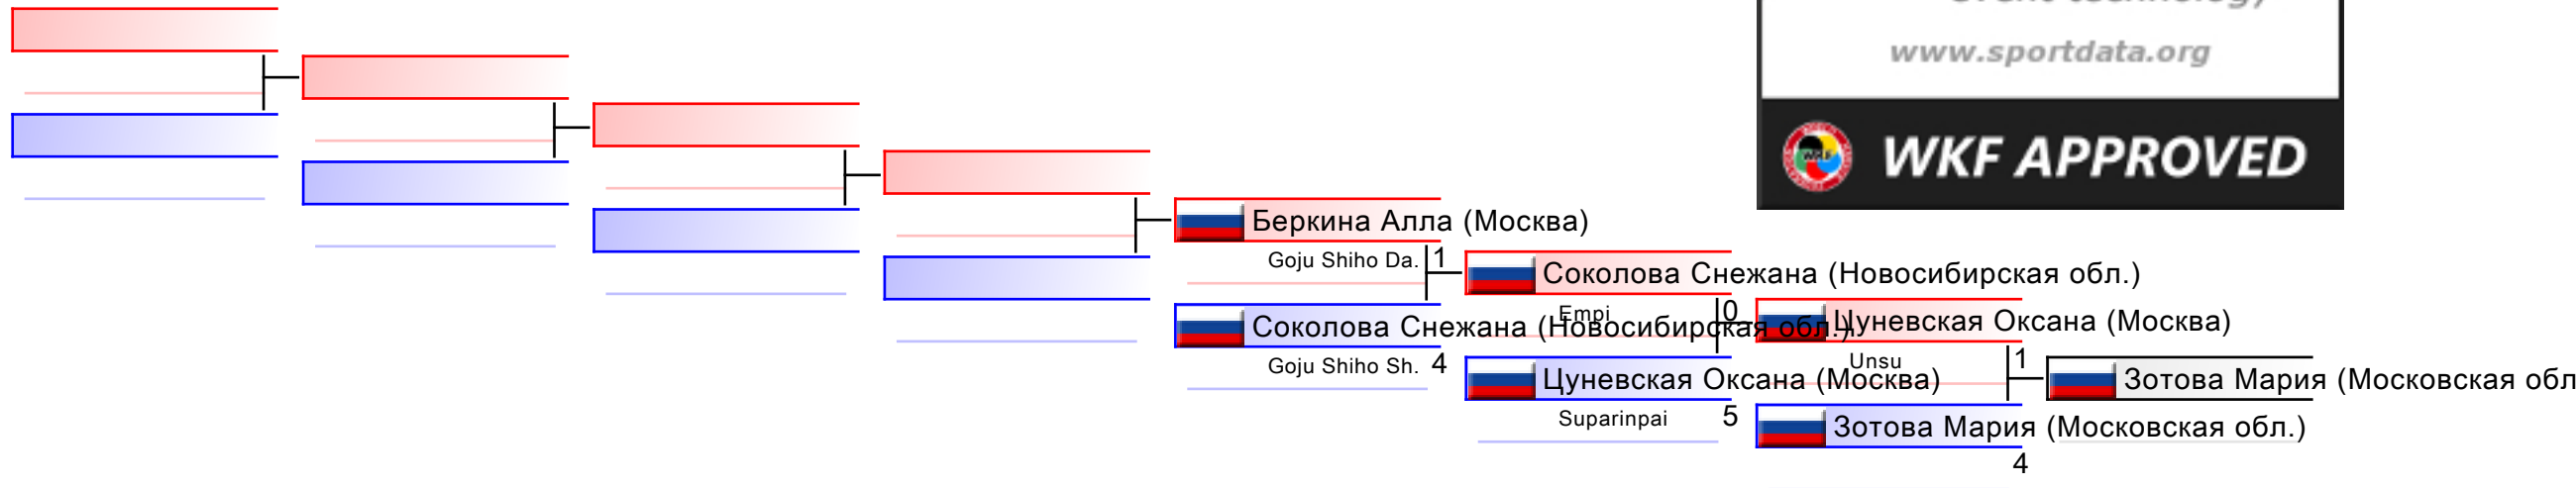 event technology
www.sportdata.org
WKF APPROVED
Беркина Алла (Москва)
Goju Shiho Da. 1
Соколова Снежана (Новосибирская обл.)
Goju Shiho Sh. 4
Соколова Снежана (Новосибирская обл.)
Empi 0
Цуневская Оксана (Москва)
Suparinpai 5
Цуневская Оксана (Москва)
Unsu 1
Зотова Мария (Московская обл.)
4
Зотова Мария (Московская обл